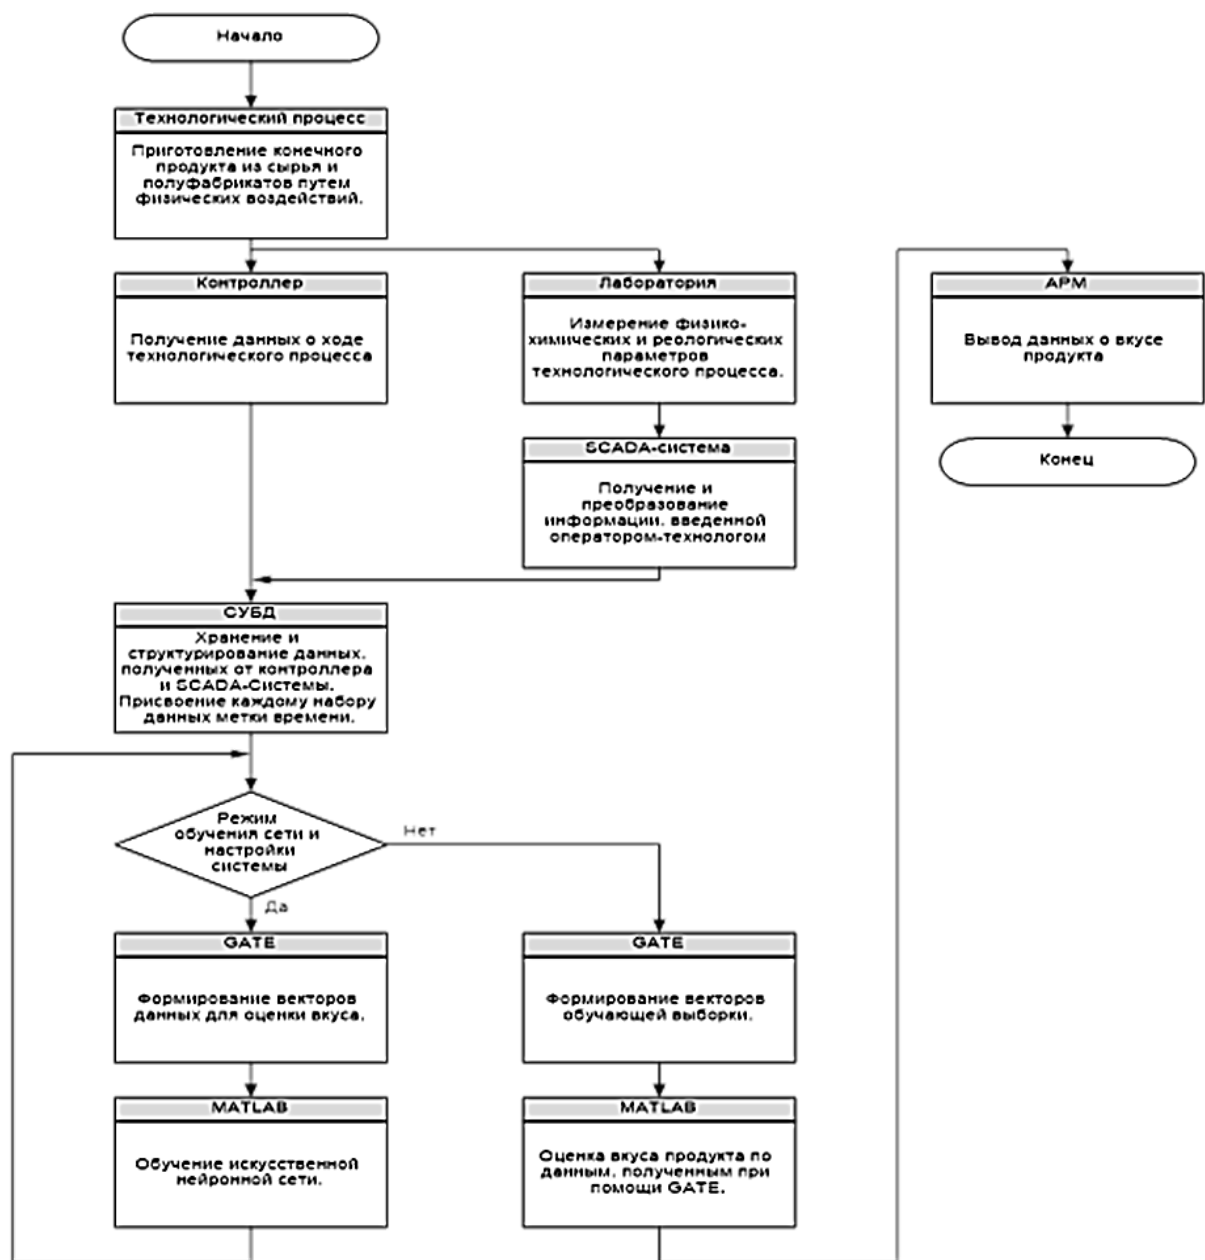 Начало
Технологический процесс
Приготовление конечного
продукта из сырья и
полуфабрикатов путем
физических воздействий.
Контроллер
Получение данных о ходе
технологического процесса
Лаборатория
Измерение физико-
химических и реологических
параметров
технологического процесса.
АРМ
Вывод данных о вкусе
продукта
SCADA-система
Получение и
преобразование
информации, введенной
оператором-технологом
Конец
СУБД
Хранение и
структурирование данных,
полученных от контроллера
и SCADA-Системы.
Присвоение каждому набору
данных метки времени.
Режим
обучения сети и
настройки
системы
Нет
Да
GATE
Формирование векторов
данных для оценки вкуса.
GATE
Формирование векторов
обучающей выборки.
MATLAB
Обучение искусственной
нейронной сети.
MATLAB
Оценка вкуса продукта по
данным, полученным при
помощи GATE.